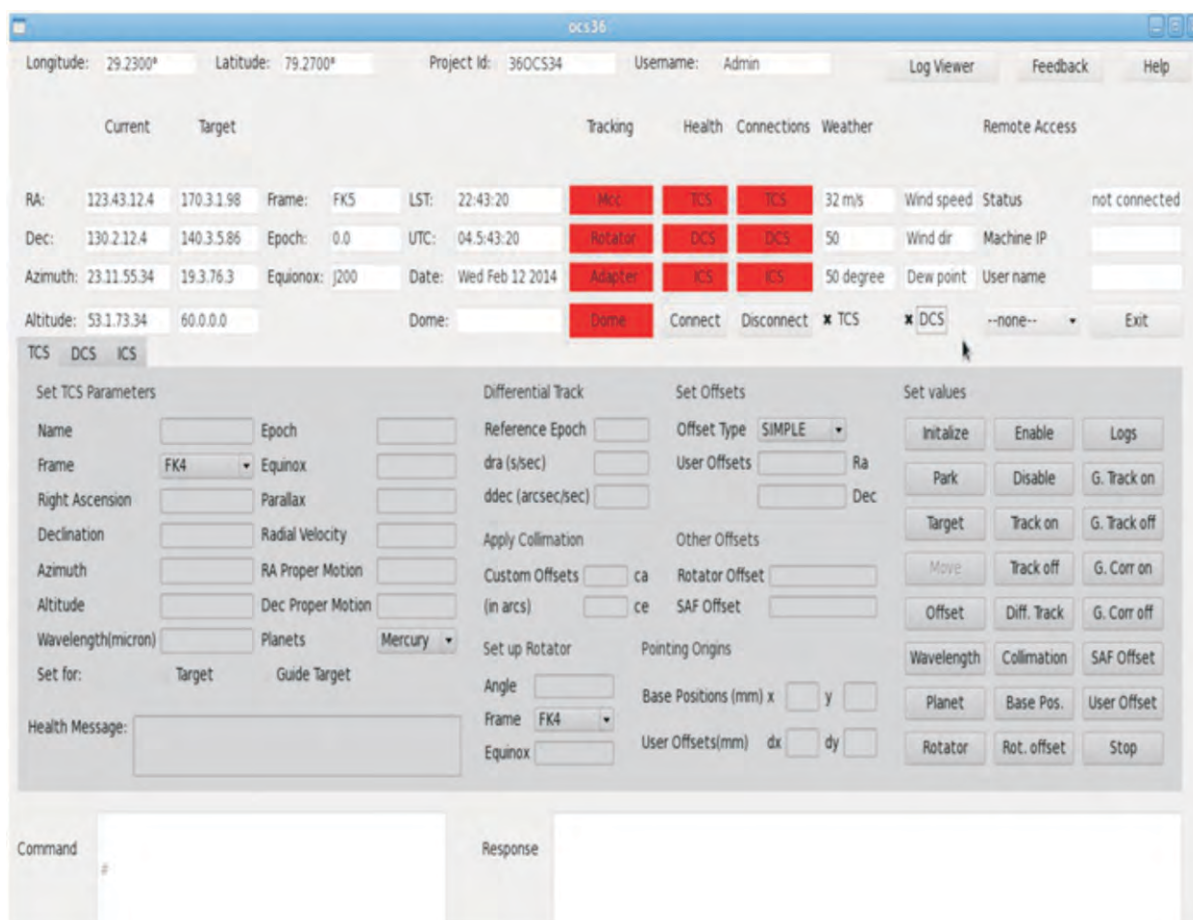 ocs36
Longitude: 29.2300° Latitude: 79.2700° Project Id: 36OCS34 Username: Admin Log Viewer Feedback Help
Current Target Tracking Health Connections Weather Remote Access
RA: 123.43.12.4 170.3.1.98 Frame: FK5 LST: 22:43:20 Mcc TCS TCS 32 m/s Wind speed Status not connected
Dec: 130.2.12.4 140.3.5.86 Epoch: 0.0 UTC: 04.5:43:20 Rotator DCS DCS 50 Wind dir Machine IP
Azimuth: 23.11.55.34 19.3.76.3 Equionox: J200 Date: Wed Feb 12 2014 Adapter ICS ICS 50 degree Dew point User name
Altitude: 53.1.73.34 60.0.0.0 Dome: Dome Connect Disconnect × TCS × DCS --none-- Exit
TCS DCS ICS
Set TCS Parameters Differential Track Set Offsets Set values
Name Epoch Reference Epoch Offset Type SIMPLE Initalize Enable Logs
Frame FK4 Equinox dra (s/sec) User Offsets Ra Park Disable G. Track on
Right Ascension Parallax ddec (arcsec/sec) Dec
Declination Radial Velocity Apply Collimation Other Offsets Target Track on G. Track off
Azimuth RA Proper Motion Custom Offsets ca Rotator Offset Move Track off G. Corr on
Altitude Dec Proper Motion (in arcs) ce SAF Offset Offset Diff. Track G. Corr off
Wavelength(micron) Planets Mercury Set up Rotator Pointing Origins Wavelength Collimation SAF Offset
Set for: Target Guide Target Angle Base Positions (mm) x y Planet Base Pos. User Offset
Health Message: Frame FK4 User Offsets(mm) dx dy Rotator Rot. offset Stop
Equinox
Command # Response